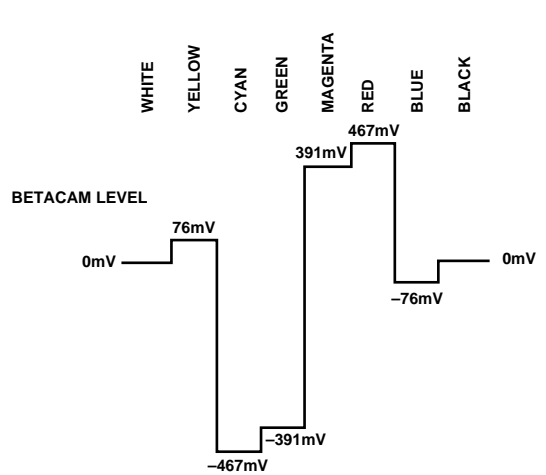 WHITE
YELLOW
CYAN
GREEN
MAGENTA
RED
BLUE
BLACK
467mV
391mV
BETACAM LEVEL
76mV
0mV
0mV
–76mV
–391mV
–467mV